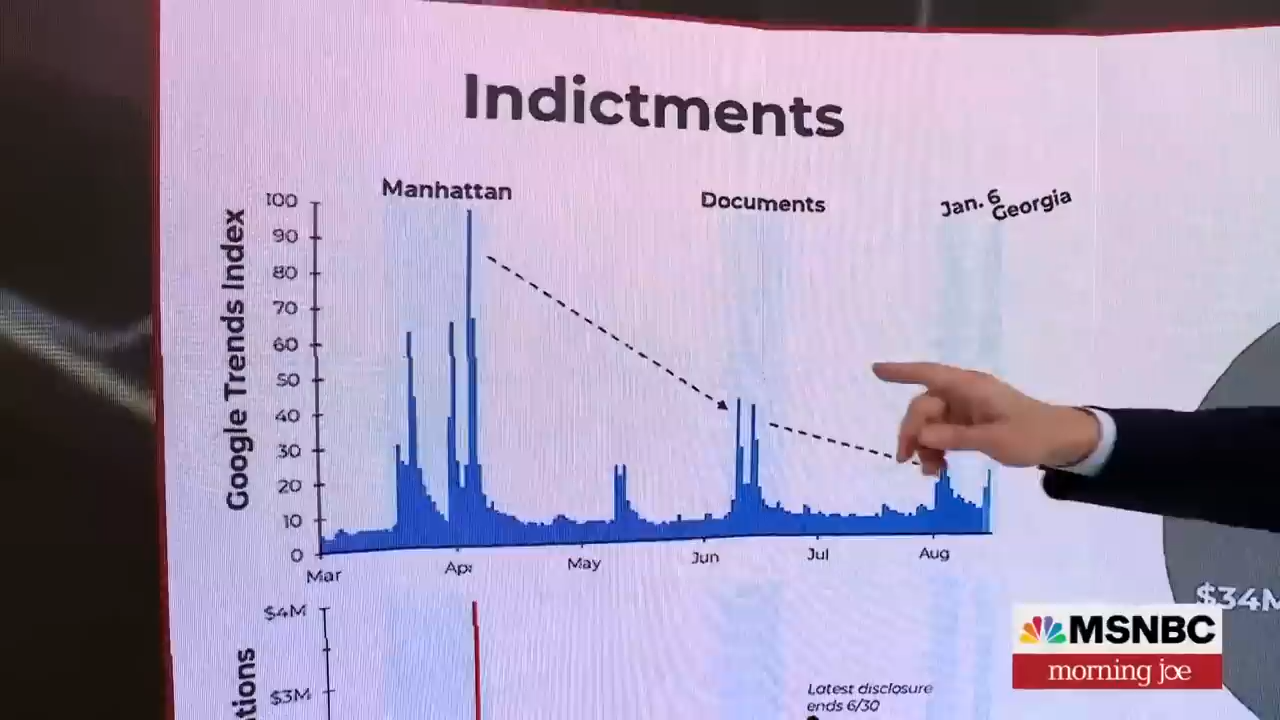 Indictments
Manhattan
Documents
Jan. 6
Georgia
Google Trends Index
100
90
80
70
60
50
40
30
20
10
0
Mar
Apr
May
Jun
Jul
Aug
$4M
$3M
Latest disclosure
ends 6/30
$34M
MSNBC
morning joe